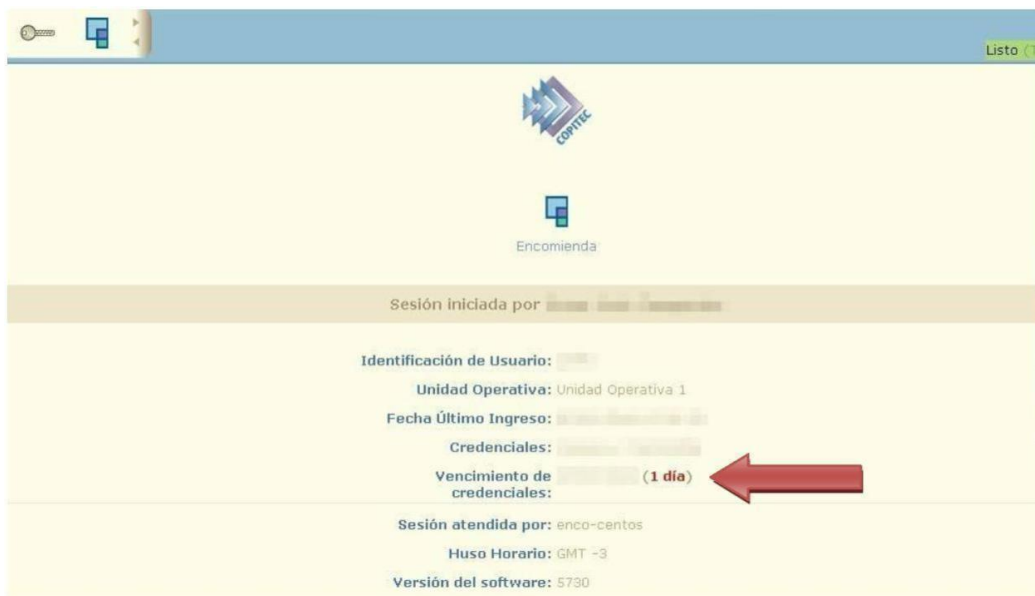 Listo (
COPITEC
Encomienda
Sesión iniciada por
Identificación de Usuario:
Unidad Operativa: Unidad Operativa 1
Fecha Último Ingreso:
Credenciales:
Vencimiento de (1 día)
credenciales:
Sesión atendida por: enco-centos
Huso Horario: GMT -3
Versión del software: 5730